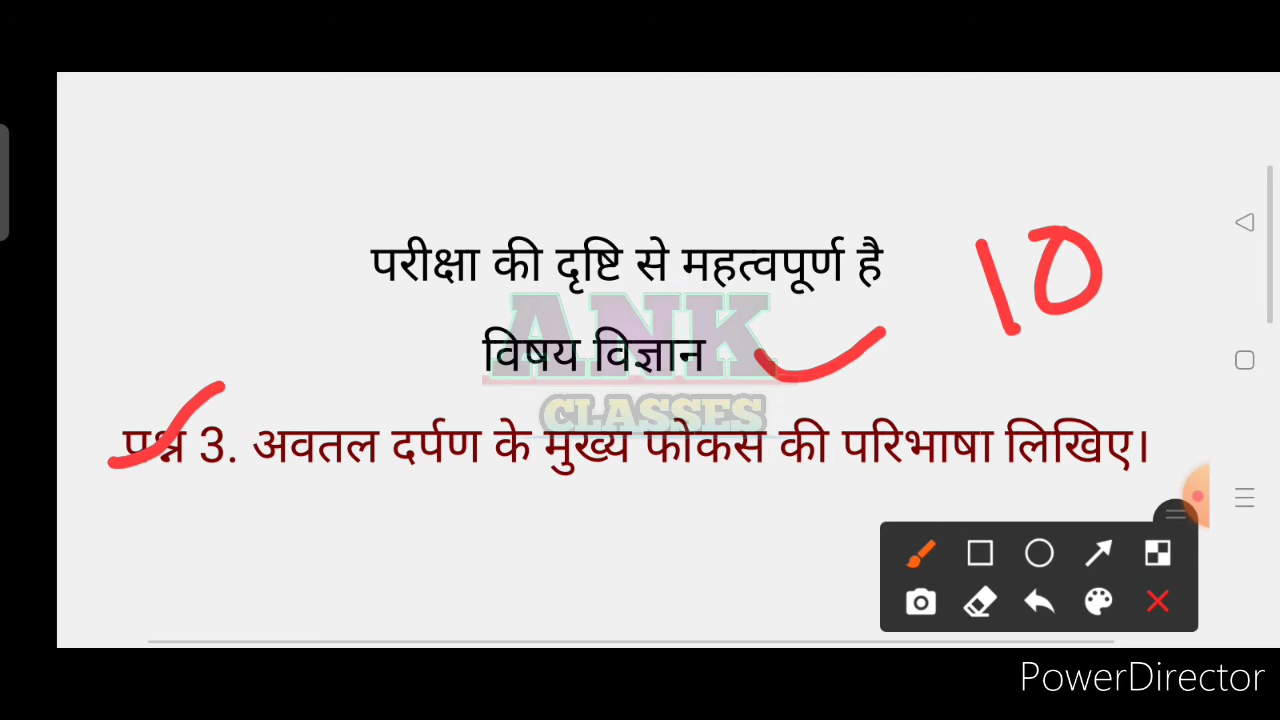 परीक्षा की दृष्टि से महत्वपूर्ण है
10
ANK
विषय विज्ञान
CLASSES
प्रश्न 3. अवतल दर्पण के मुख्य फोकस की परिभाषा लिखिए।
PowerDirector